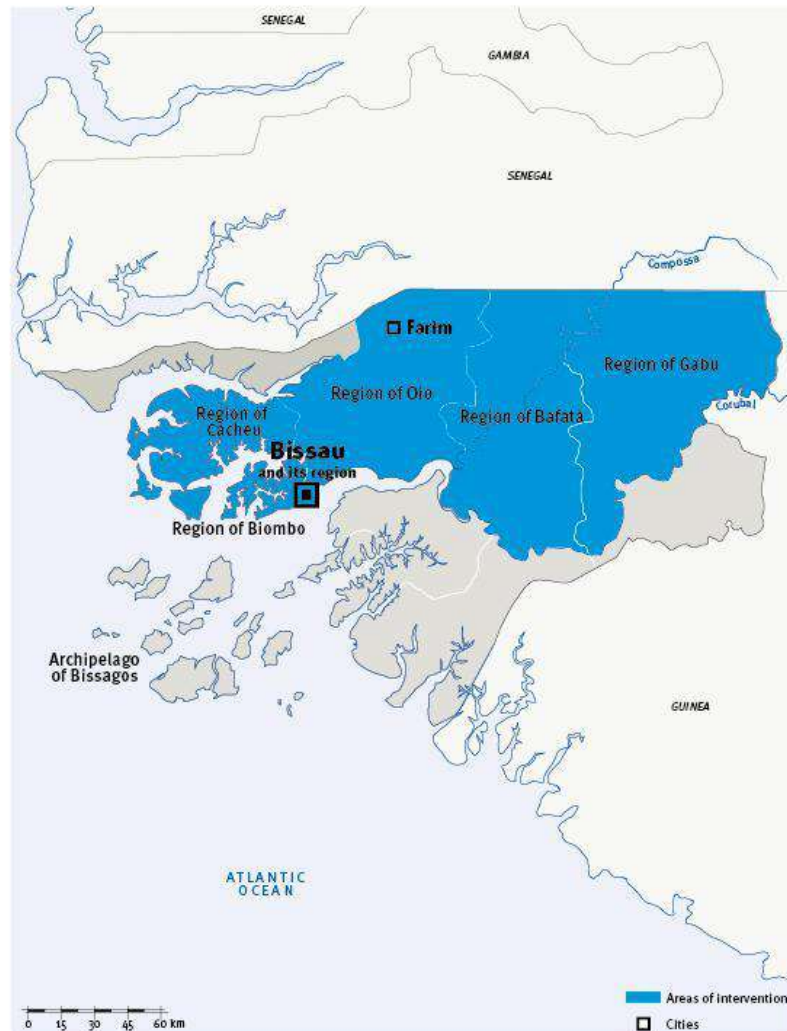 SENEGAL
GAMBIA
SENEGAL
Compossa
Farim
Region of Gabu
Region of Oio
Region of Bafata
Corubal
Region of
Cacheu
Bissau
and its region
Region of Biombo
Archipelago
of Bissagos
GUINEA
ATLANTIC
OCEAN
Areas of intervention
0 15 30 45 60 km
Cities